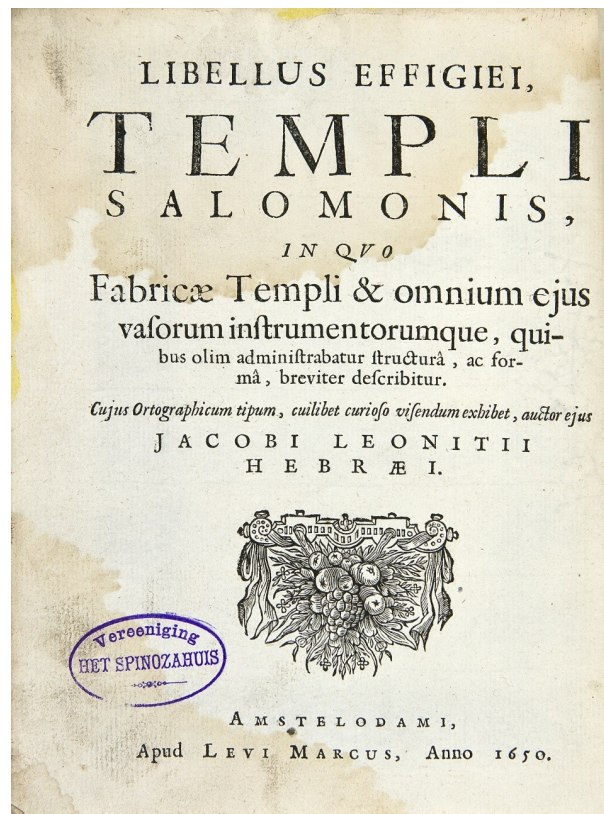 LIBELLUS EFFIGIEI,
TEMPLI
SALOMONIS,
IN QVO
Fabricæ Templi & omnium ejus
vaſorum inſtrumentorumque, qui-
bus olim adminiſtrabatur ſtructurâ, ac for-
mâ, breviter deſcribitur.
Cujus Ortographicum tipum, cuilibet curioſo viſendum exhibet, auctor ejus
JACOBI LEONITII
HEBRÆI.
Vereeniging
HET SPINOZAHUIS
AMSTELODAMI,
Apud LEVI MARCUS, Anno 1650.